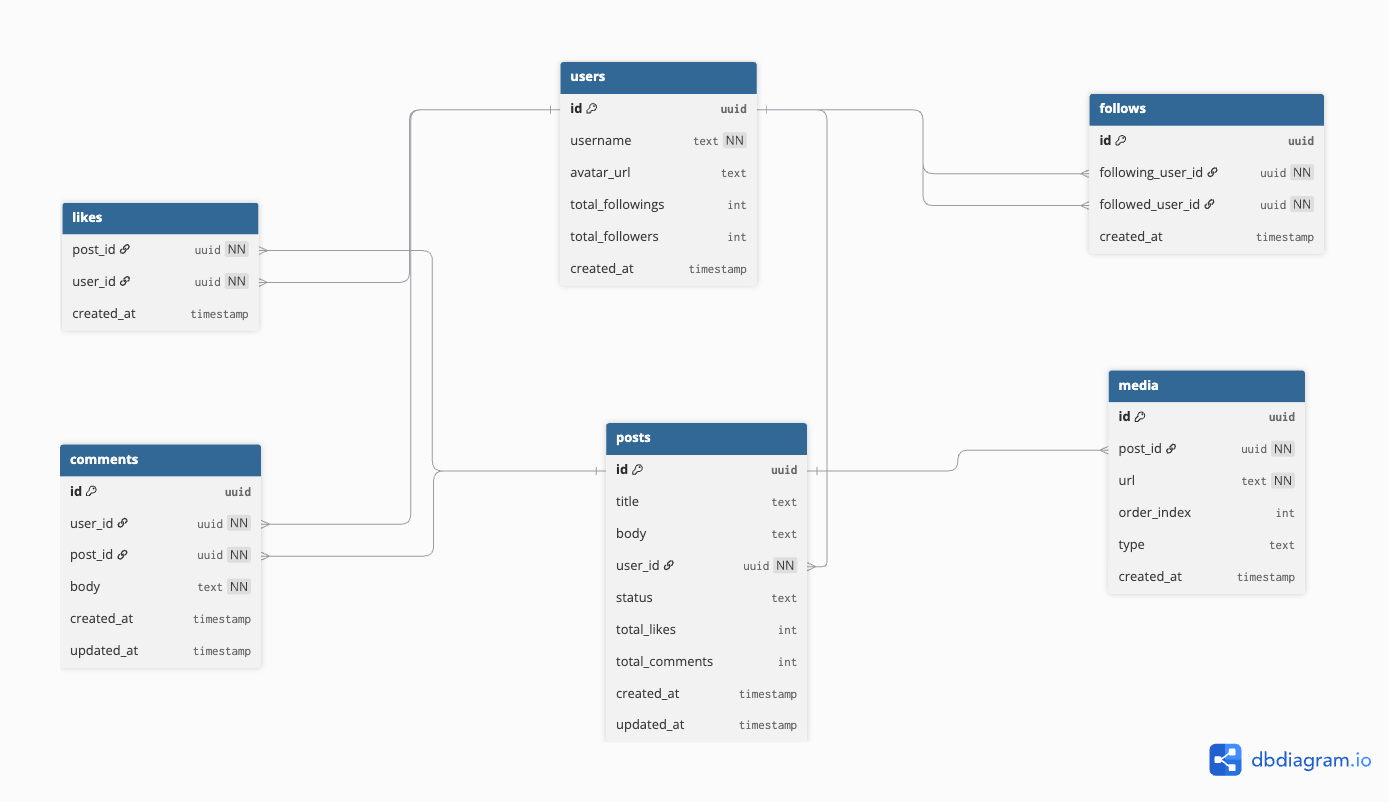 users
id uuid
username text NN
avatar_url text
total_followings int
total_followers int
created_at timestamp
follows
id uuid
following_user_id uuid NN
followed_user_id uuid NN
created_at timestamp
likes
post_id uuid NN
user_id uuid NN
created_at timestamp
media
id uuid
post_id uuid NN
url text NN
order_index int
type text
created_at timestamp
comments
id uuid
user_id uuid NN
post_id uuid NN
body text NN
created_at timestamp
updated_at timestamp
posts
id uuid
title text
body text
user_id uuid NN
status text
total_likes int
total_comments int
created_at timestamp
updated_at timestamp
dbdiagram.io